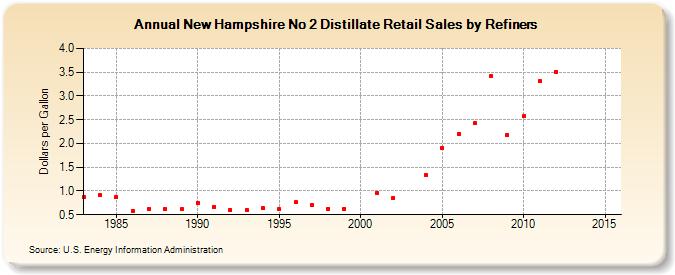 Annual New Hampshire No 2 Distillate Retail Sales by Refiners
Dollars per Gallon
4.0
3.5
3.0
2.5
2.0
1.5
1.0
0.5
1985 1990 1995 2000 2005 2010 2015
Source: U.S. Energy Information Administration